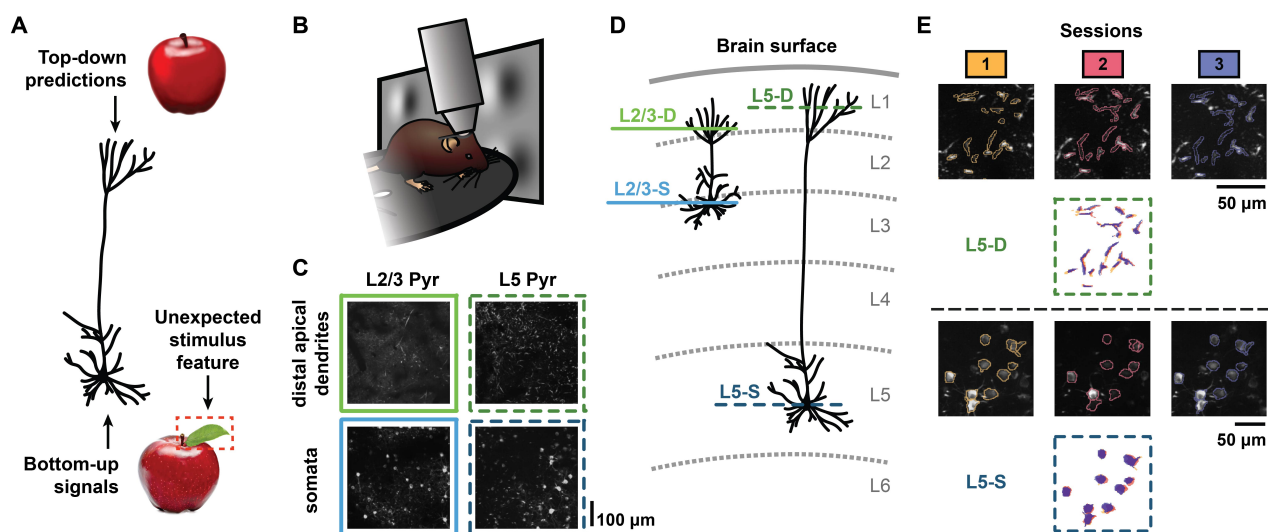 A
Top-down
predictions
Unexpected
stimulus
feature
Bottom-up
signals
B
C
L2/3 Pyr
L5 Pyr
distal apical
dendrites
somata
100 μm
D
Brain surface
L5-D
L2/3-D
L2/3-S
L5-S
L1
L2
L3
L4
L5
L6
E
Sessions
1
2
3
50 μm
L5-D
50 μm
L5-S